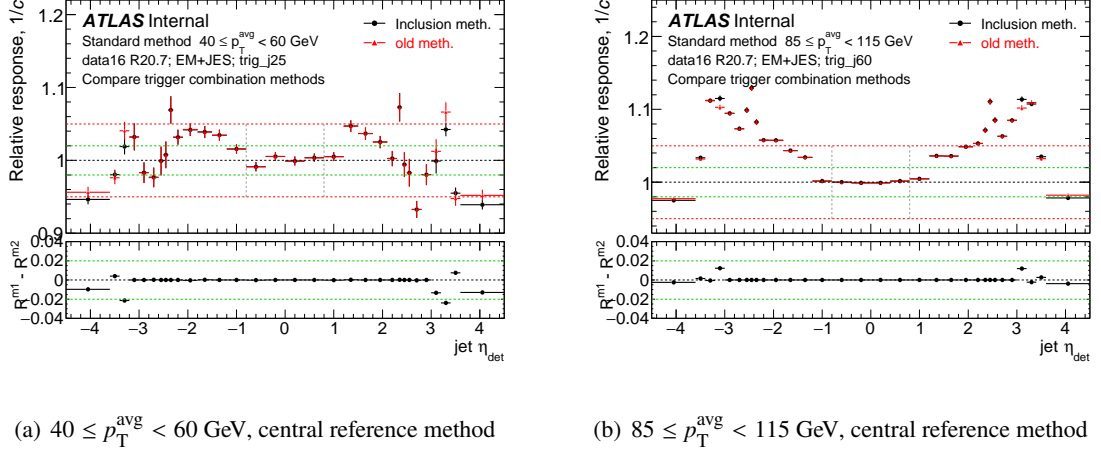 ATLAS Internal
Standard method 40 ≤ p_T^avg < 60 GeV
data16 R20.7; EM+JES; trig_j25
Compare trigger combination methods
Inclusion meth.
old meth.
Relative response, 1/c
1.2
1.1
1
0.9
R^m1 - R^m2
0.04
0.02
0
−0.02
−0.04
−4 −3 −2 −1 0 1 2 3 4
jet η_det
(a) 40 ≤ p_T^avg < 60 GeV, central reference method
ATLAS Internal
Standard method 85 ≤ p_T^avg < 115 GeV
data16 R20.7; EM+JES; trig_j60
Compare trigger combination methods
Inclusion meth.
old meth.
Relative response, 1/c
1.2
1.1
1
R^m1 - R^m2
0.04
0.02
0
−0.02
−0.04
−4 −3 −2 −1 0 1 2 3 4
jet η_det
(b) 85 ≤ p_T^avg < 115 GeV, central reference method